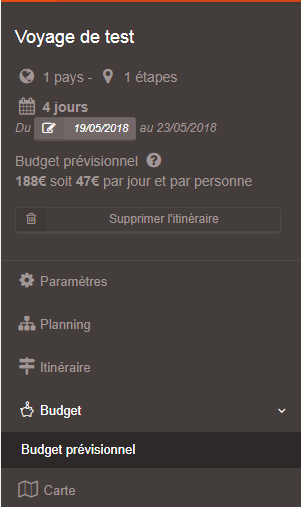 Voyage de test
1 pays - 1 étapes
4 jours
Du 19/05/2018 au 23/05/2018
Budget prévisionnel ?
188€ soit 47€ par jour et par personne
Supprimer l'itinéraire
Paramètres
Planning
Itinéraire
Budget
Budget prévisionnel
Carte